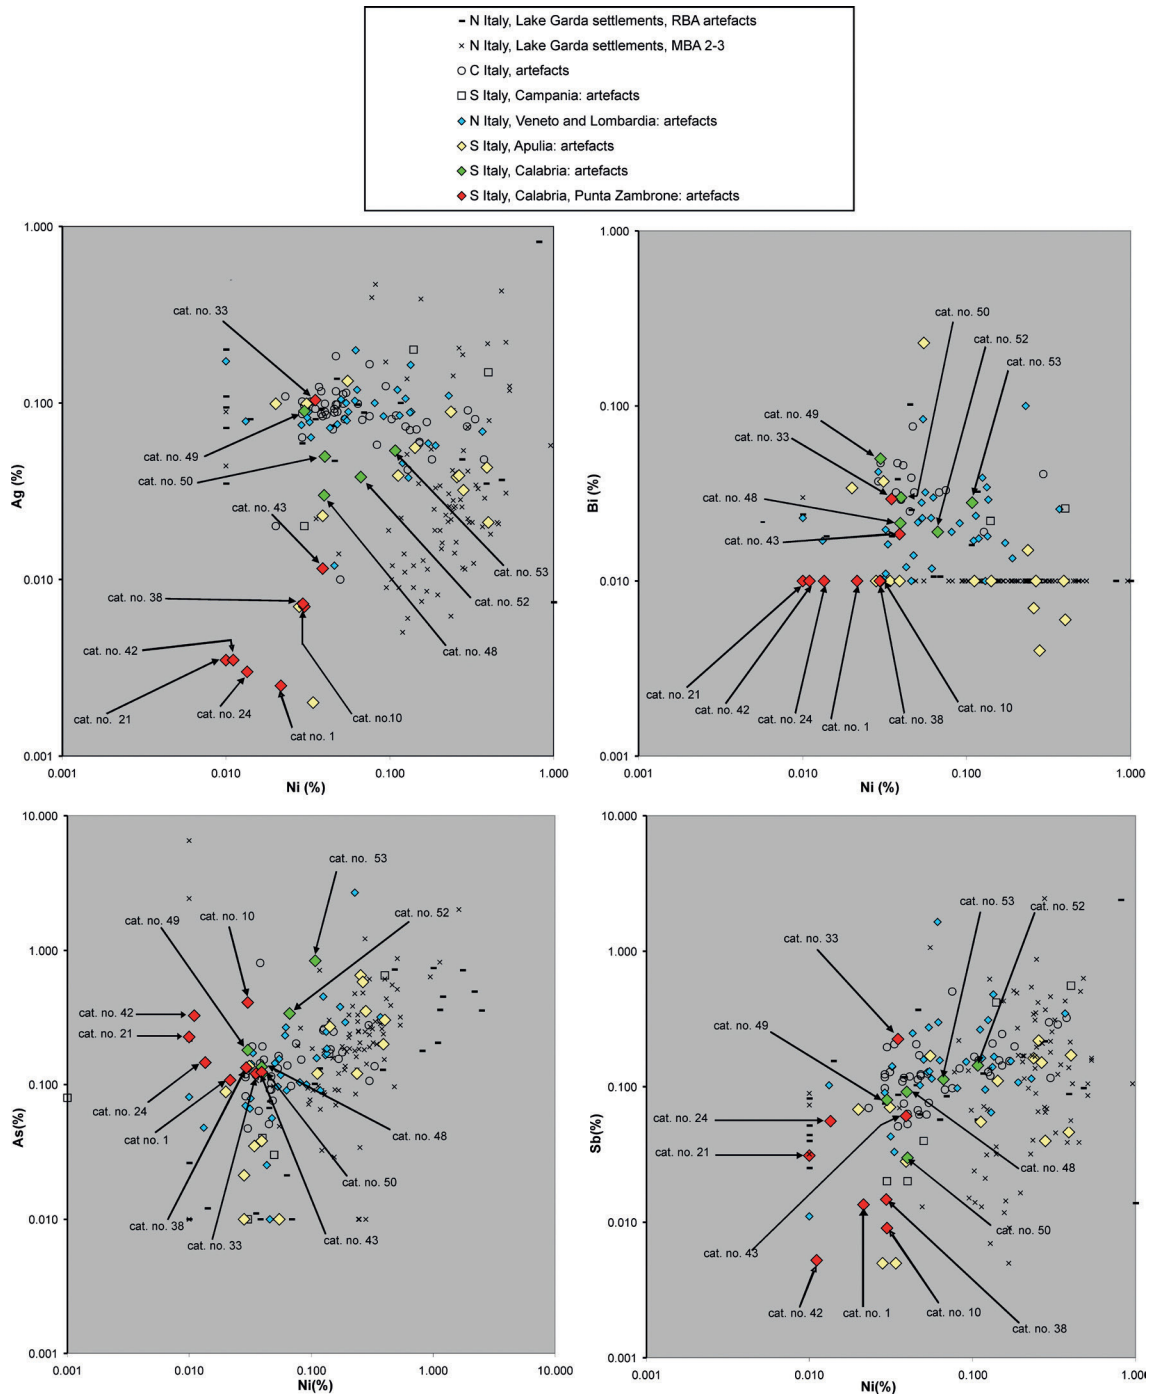 N Italy, Lake Garda settlements, RBA artefacts
N Italy, Lake Garda settlements, MBA 2-3
C Italy, artefacts
S Italy, Campania: artefacts
N Italy, Veneto and Lombardia: artefacts
S Italy, Apulia: artefacts
S Italy, Calabria: artefacts
S Italy, Calabria, Punta Zambrone: artefacts
1.000
0.100
0.010
0.001
Ag (%)
cat. no. 33
cat. no. 49
cat. no. 50
cat. no. 43
cat. no. 53
cat. no. 38
cat. no. 52
cat. no. 42
cat. no. 48
cat. no. 21
cat. no. 24
cat. no.10
cat. no. 1
0.001
0.010
0.100
1.000
Ni (%)
1.000
0.100
0.010
0.001
Bi (%)
cat. no. 50
cat. no. 52
cat. no. 53
cat. no. 49
cat. no. 33
cat. no. 48
cat. no. 43
cat. no. 21
cat. no. 42
cat. no. 24
cat. no. 1
cat. no. 38
cat. no. 10
0.001
0.010
0.100
1.000
Ni (%)
10.000
1.000
0.100
0.010
0.001
As(%)
cat. no. 53
cat. no. 49
cat. no. 10
cat. no. 52
cat. no. 42
cat. no. 21
cat. no. 24
cat. no. 1
cat. no. 48
cat. no. 50
cat. no. 38
cat. no. 33
cat. no. 43
0.001
0.010
0.100
1.000
10.000
Ni(%)
10.000
1.000
0.100
0.010
0.001
Sb(%)
cat. no. 53
cat. no. 52
cat. no. 33
cat. no. 49
cat. no. 24
cat. no. 21
cat. no. 48
cat. no. 50
cat. no. 43
cat. no. 42
cat. no. 1
cat. no. 10
cat. no. 38
0.001
0.010
0.100
1.00
Ni(%)